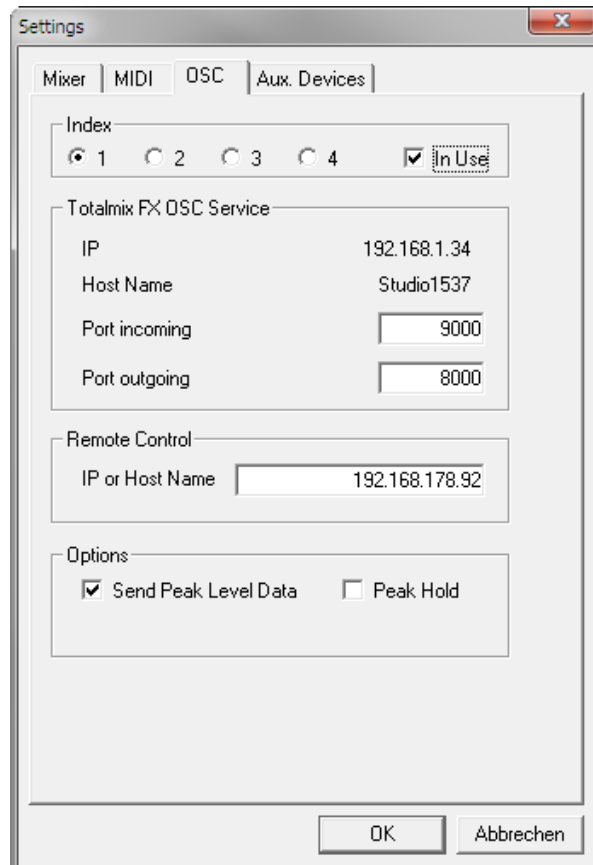 Settings
Mixer MIDI OSC Aux. Devices
Index
1 2 3 4 In Use
Totalmix FX OSC Service
IP 192.168.1.34
Host Name Studio1537
Port incoming 9000
Port outgoing 8000
Remote Control
IP or Host Name 192.168.178.92
Options
Send Peak Level Data Peak Hold
OK Abbrechen